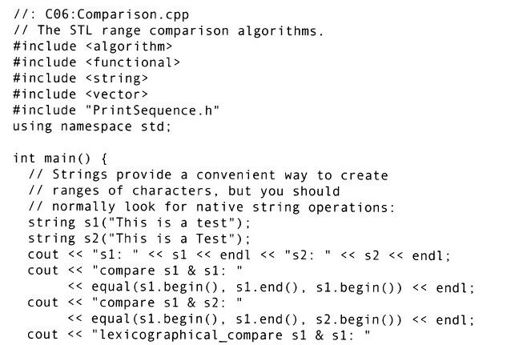 //: C06:Comparison.cpp
// The STL range comparison algorithms.
#include <algorithm>
#include <functional>
#include <string>
#include <vector>
#include "PrintSequence.h"
using namespace std;

int main() {
  // Strings provide a convenient way to create
  // ranges of characters, but you should
  // normally look for native string operations:
  string s1("This is a test");
  string s2("This is a Test");
  cout << "s1: " << s1 << endl << "s2: " << s2 << endl;
  cout << "compare s1 & s1: "
       << equal(s1.begin(), s1.end(), s1.begin()) << endl;
  cout << "compare s1 & s2: "
       << equal(s1.begin(), s1.end(), s2.begin()) << endl;
  cout << "lexicographical_compare s1 & s1: "